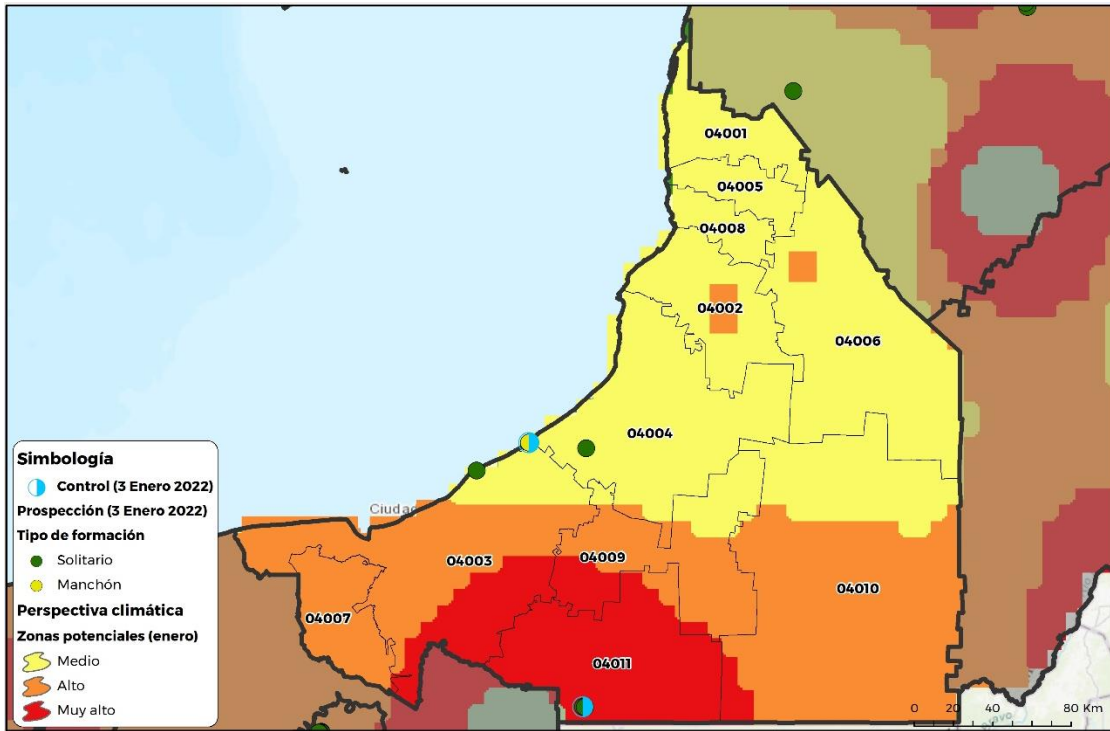 04001
04005
04008
04002
04006
04004
Ciudad
04003
04009
04007
04010
04011
Simbología
Control (3 Enero 2022)
Prospección (3 Enero 2022)
Tipo de formación
Solitario
Manchón
Perspectiva climática
Zonas potenciales (enero)
Medio
Alto
Muy alto
0 20 40 80 Km